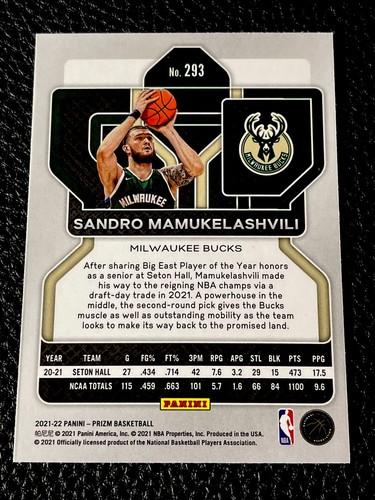 No. 293
MILWAUKEE
MILWAUKEE BUCKS
SANDRO MAMUKELASHVILI
MILWAUKEE BUCKS
After sharing Big East Player of the Year honors
as a senior at Seton Hall, Mamukelashvili made
his way to the reigning NBA champs via a
draft-day trade in 2021. A powerhouse in the
middle, the second-round pick gives the Bucks
muscle as well as outstanding mobility as the team
looks to make its way back to the promised land.
YEAR TEAM G FG% FT% 3PM RPG APG STL BLK PTS PPG
20-21 SETON HALL 27 .434 .714 42 7.6 3.2 29 15 473 17.5
NCAA TOTALS 115 .459 .663 101 5.7 1.6 66 84 1100 9.6
PANINI
2021-22 PANINI – PRIZM BASKETBALL
帕尼尼 © 2021 Panini America, Inc. © 2021 NBA Properties, Inc. Produced in the USA.
© 2021 Officially licensed product of the National Basketball Players Association.
NBA